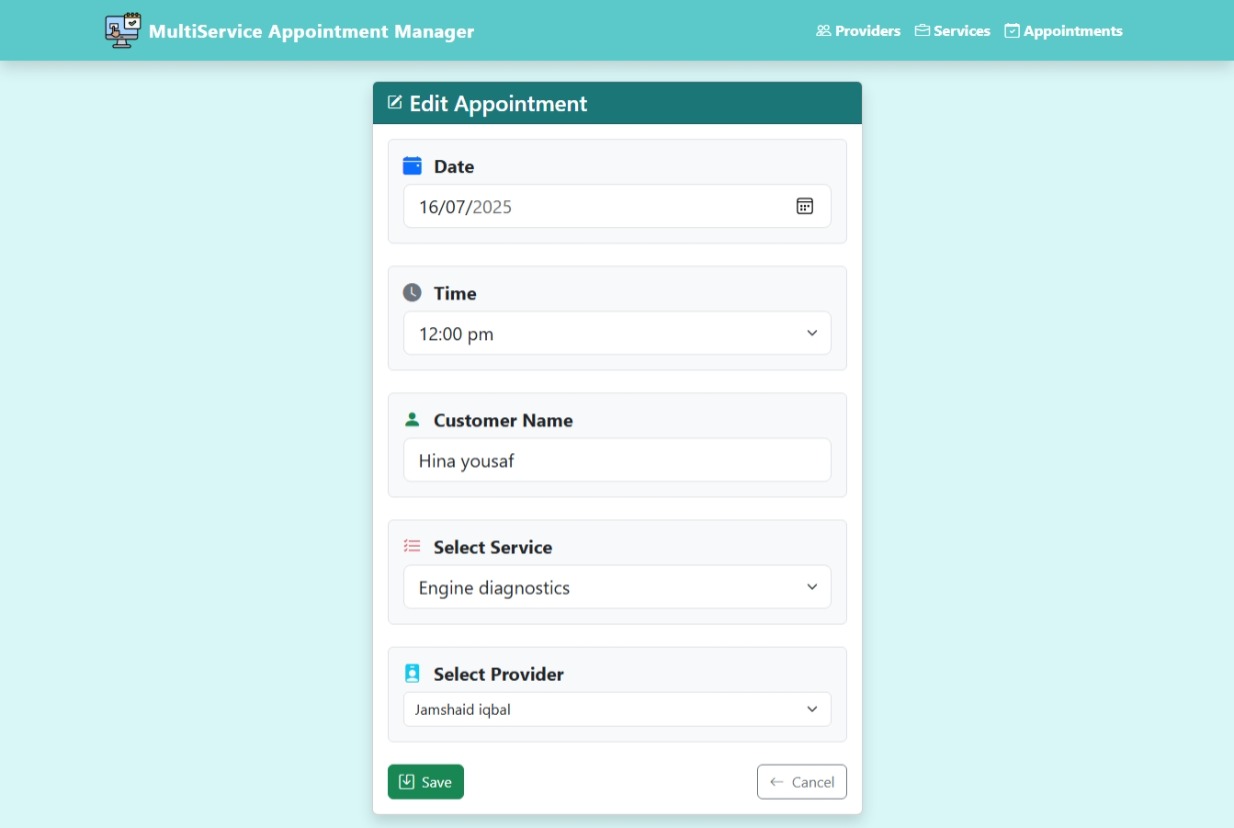 MultiService Appointment Manager
Providers Services Appointments
Edit Appointment
Date
16/07/2025
Time
12:00 pm
Customer Name
Hina yousaf
Select Service
Engine diagnostics
Select Provider
Jamshaid iqbal
Save Cancel